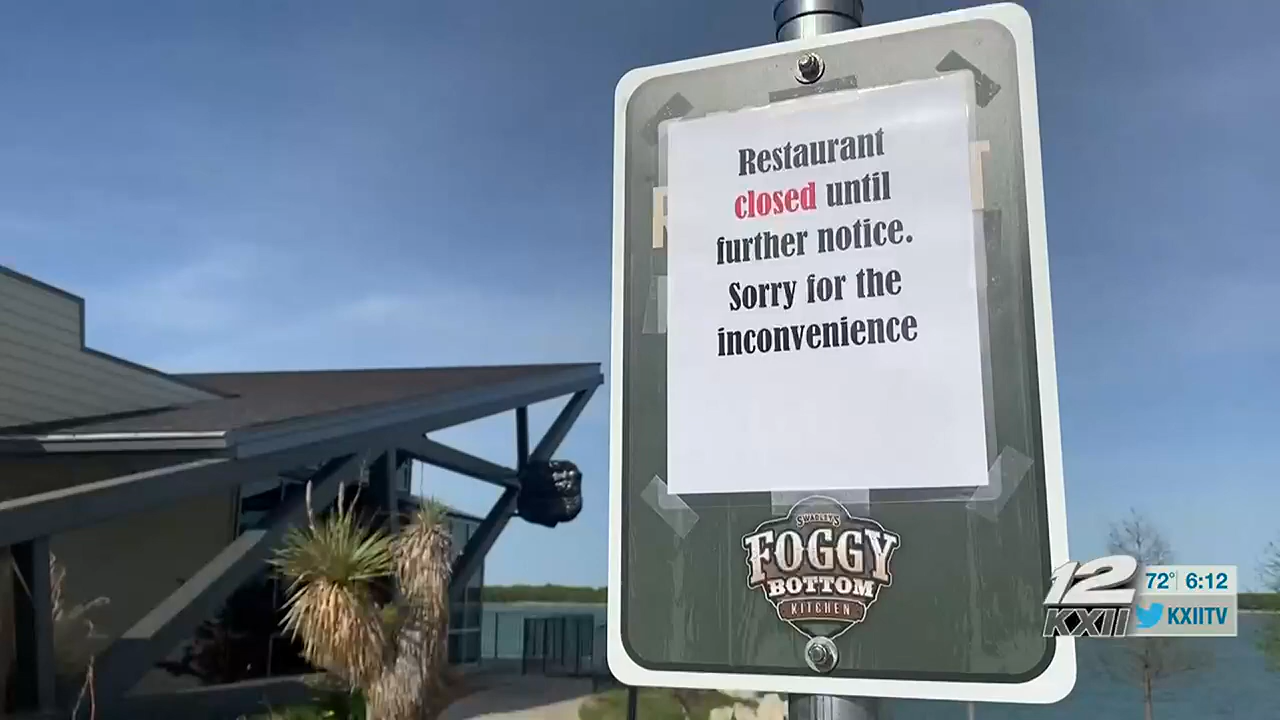 Restaurant
closed until
further notice.
Sorry for the
inconvenience
SWADLEY'S
FOGGY
BOTTOM
KITCHEN
12
KXII
72° 6:12
KXIITV